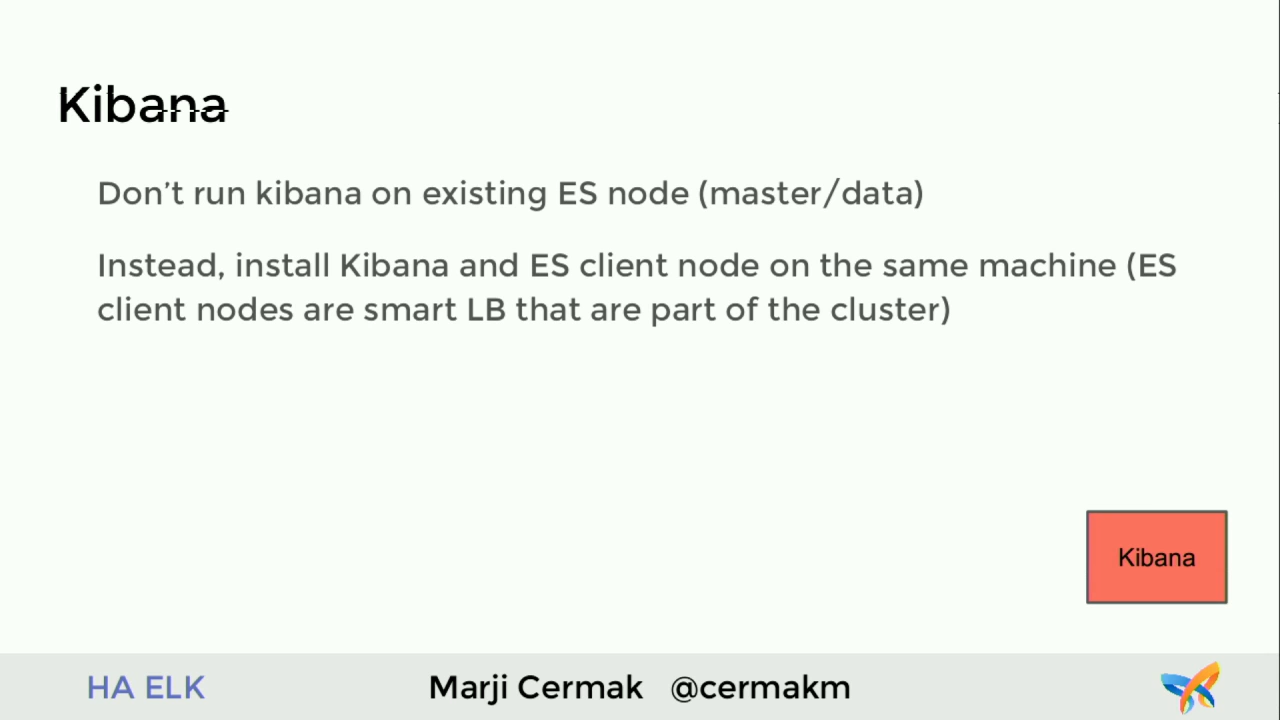 Kibana
Don't run kibana on existing ES node (master/data)
Instead, install Kibana and ES client node on the same machine (ES
client nodes are smart LB that are part of the cluster)
Kibana
HA ELK
Marji Cermak @cermakm